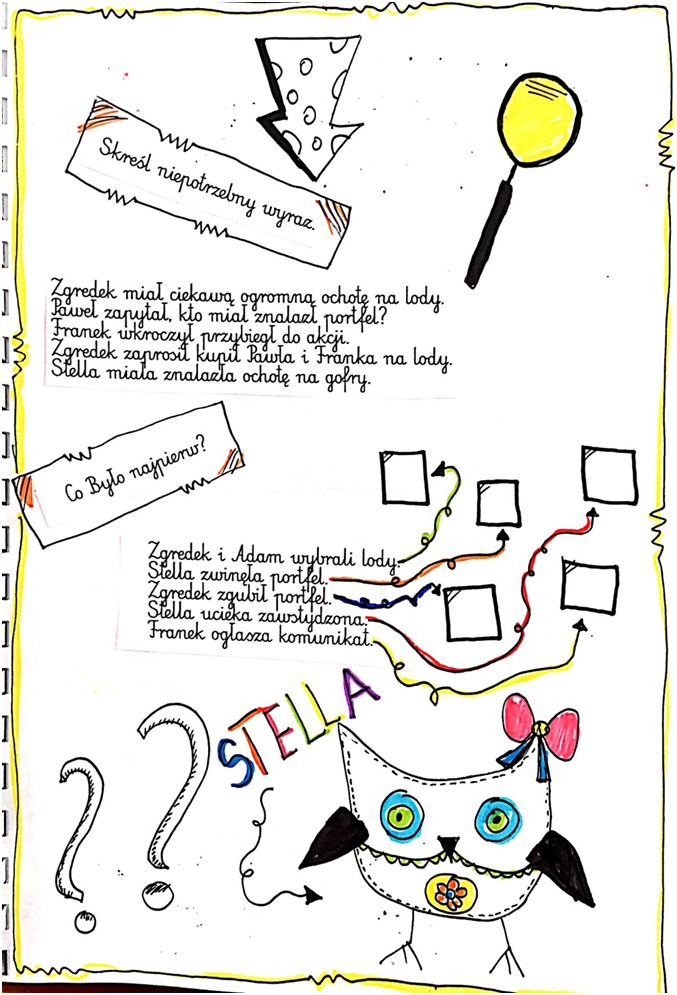 Skreśl niepotrzebny wyraz.
Zgredek miał ciekawą ogromną ochotę na lody.
Paweł zapytał, kto miał znalazł portfel?
Franek wkroczył przybiegł do akcji.
Zgredek zaprosił kupił Pawła i Franka na lody.
Stella miała znalazła ochotę na gofry.
Co Było najpierw?
Zgredek i Adam wybrali lody.
Stella zwinęła portfel.
Zgredek zgubił portfel.
Stella ucieka zawstydzona.
Franek ogłasza komunikat.
STELLA
? ?